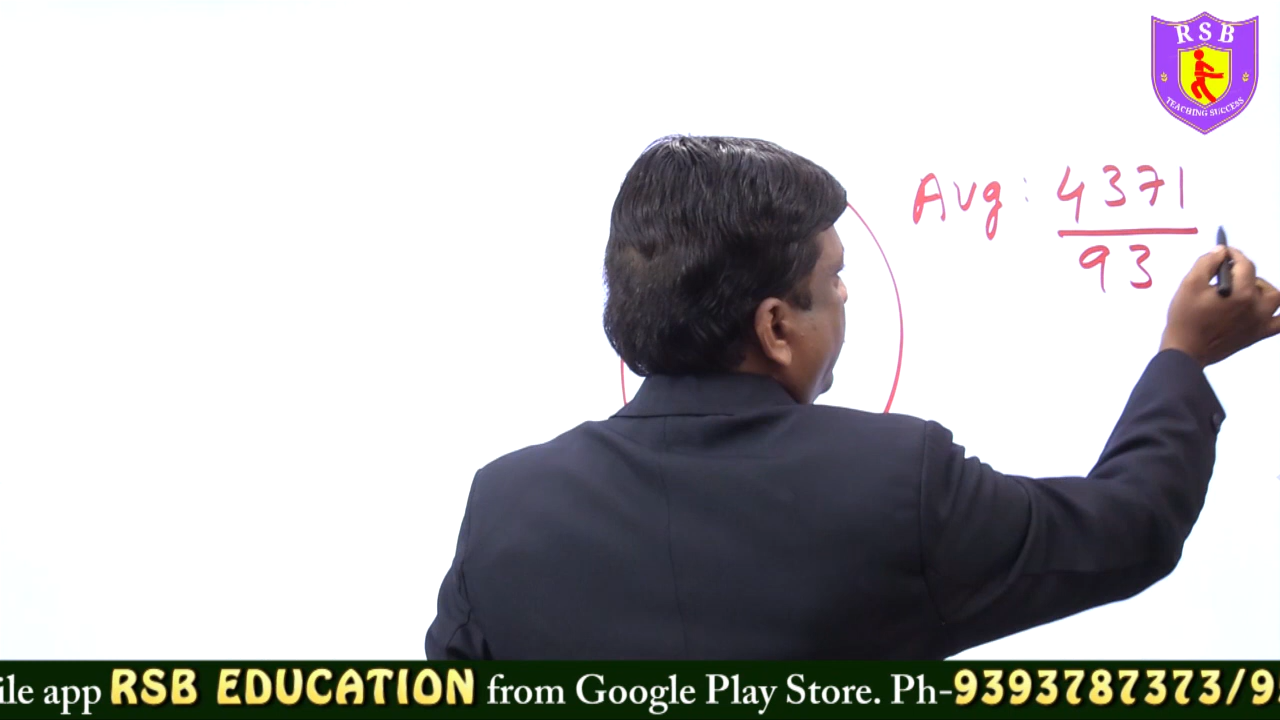 RSB
TEACHING SUCCESS
Avg: 4371
93
ile app RSB EDUCATION from Google Play Store. Ph-9393787373/9